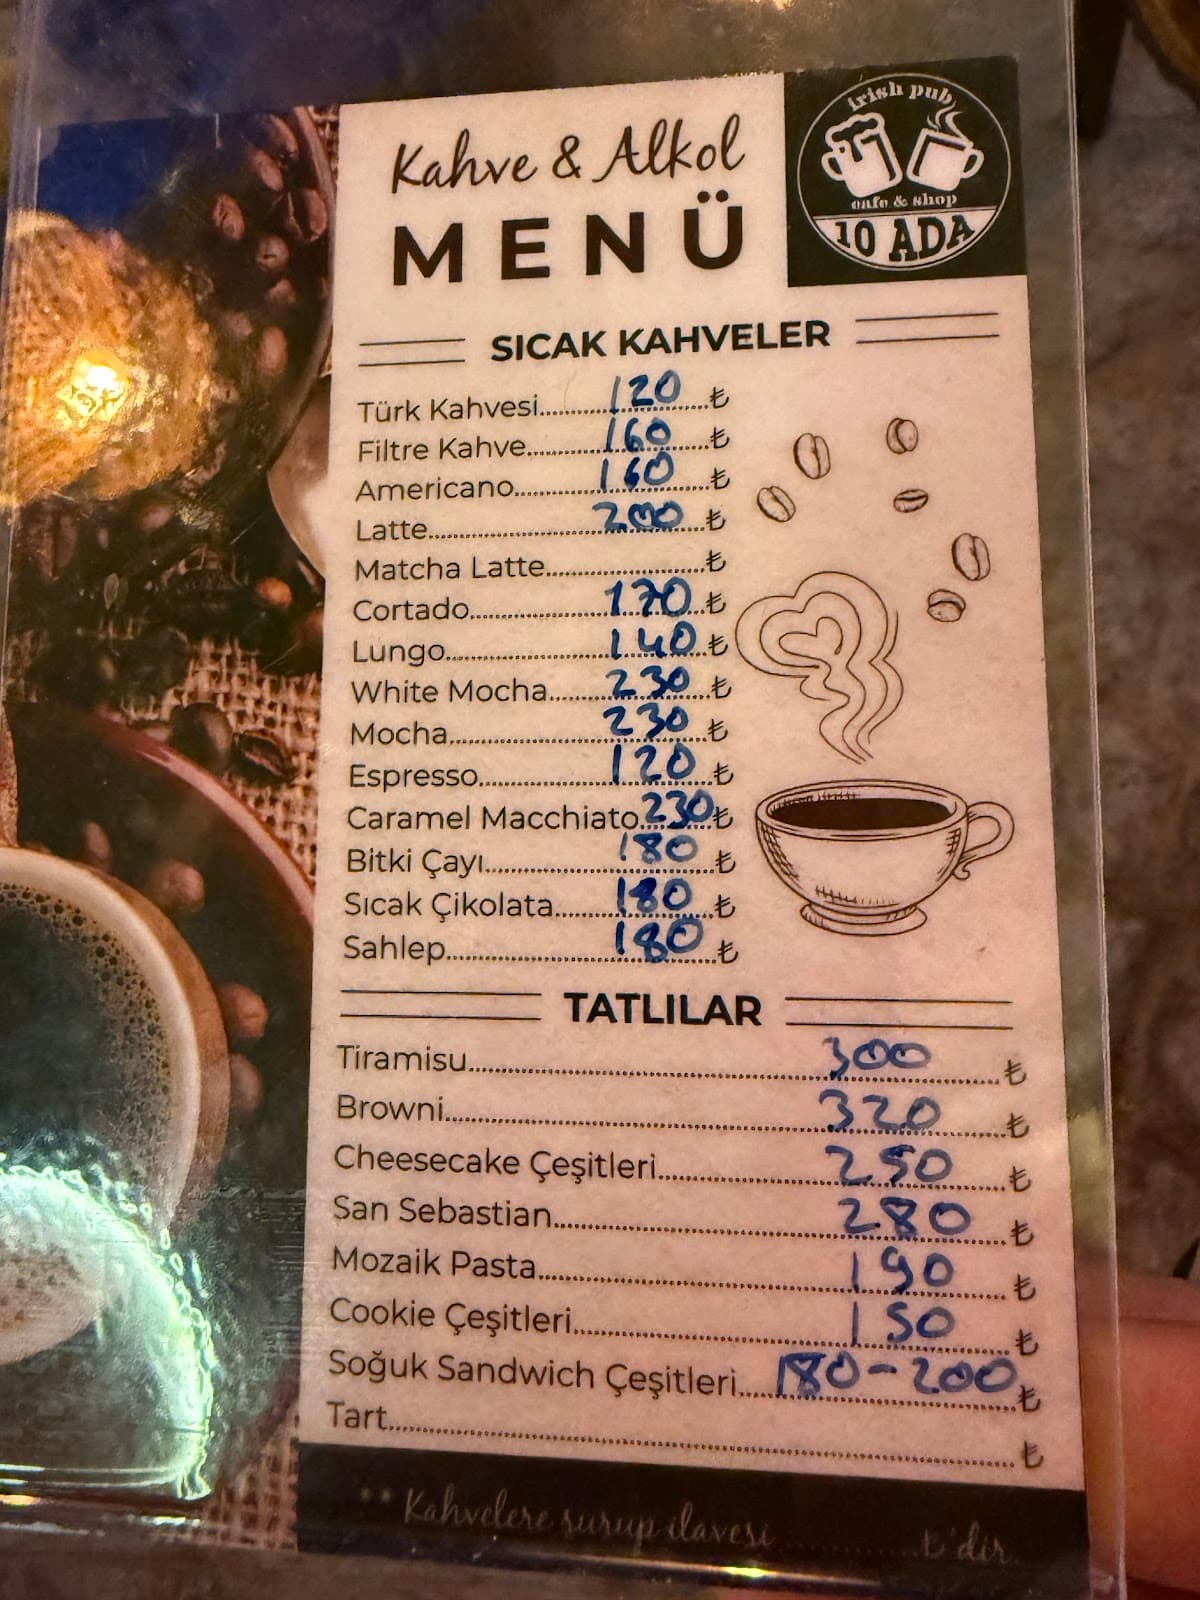 irish pub
cafe & shop
10 ADA
Kahve & Alkol
MENÜ
SICAK KAHVELER
Türk Kahvesi 120 ₺
Filtre Kahve 160 ₺
Americano 160 ₺
Latte 200 ₺
Matcha Latte ₺
Cortado 170 ₺
Lungo 140 ₺
White Mocha 230 ₺
Mocha 230 ₺
Espresso 120 ₺
Caramel Macchiato 230 ₺
Bitki Çayı 180 ₺
Sıcak Çikolata 180 ₺
Sahlep 180 ₺
TATLILAR
Tiramisu 300 ₺
Browni 320 ₺
Cheesecake Çeşitleri 250 ₺
San Sebastian 280 ₺
Mozaik Pasta 190 ₺
Cookie Çeşitleri 150 ₺
Soğuk Sandwich Çeşitleri 180-200 ₺
Tart ₺
** Kahvelere şurup ilavesi ₺'dir.